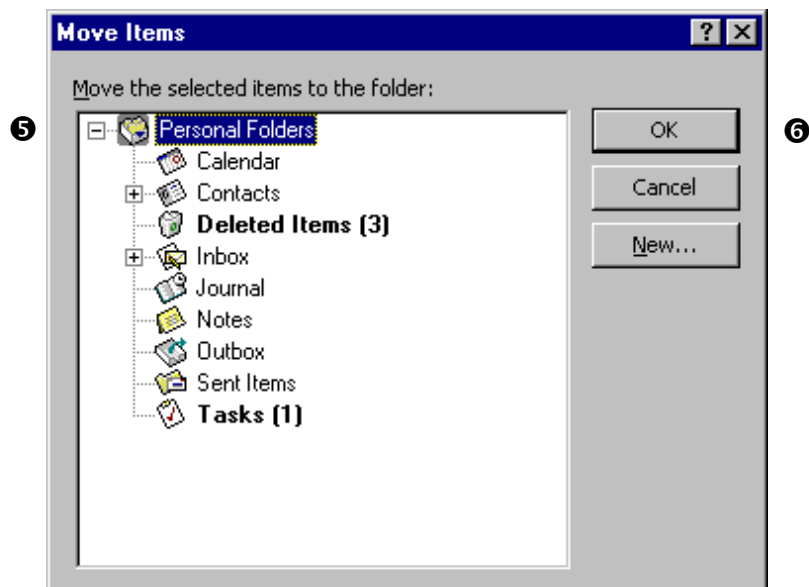 Move Items
Move the selected items to the folder:
❺ Personal Folders OK ❻
Calendar
Contacts Cancel
Deleted Items (3)
Inbox New...
Journal
Notes
Outbox
Sent Items
Tasks (1)